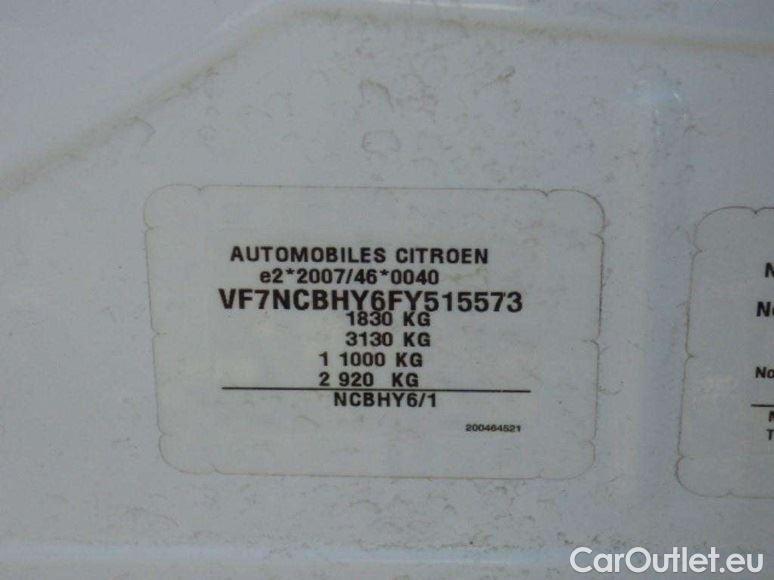 AUTOMOBILES CITROEN
e2*2007/46*0040
VF7NCBHY6FY515573
1830 KG
3130 KG
1 1000 KG
2 920 KG
NCBHY6/1
200464521
CarOutlet.eu